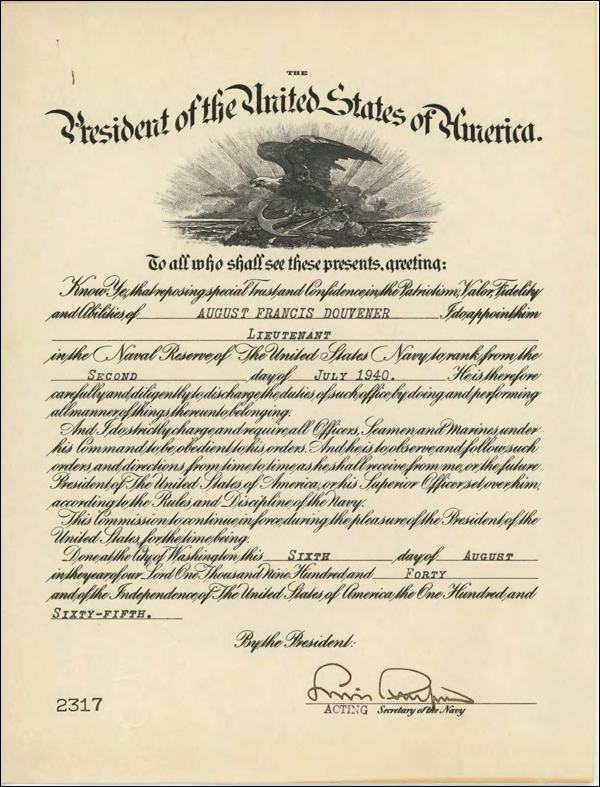 THE
President of the United States of America.
To all who shall see these presents, greeting:
Know Ye, that reposing special Trust and Confidence in the Patriotism, Valor, Fidelity
and Abilities of AUGUST FRANCIS DOUVENER I do appoint him
LIEUTENANT
in the Naval Reserve of The United States Navy to rank from the
SECOND day of JULY 1940. He is therefore
carefully and diligently to discharge the duties of such office by doing and performing
all manner of things thereunto belonging.
And I do strictly charge and require all Officers, Seamen and Marines under
his Command to be obedient to his orders. And he is to observe and follow such
orders and directions from time to time as he shall receive from me, or the future
President of The United States of America, or his Superior Officer set over him,
according to the Rules and Discipline of the Navy.
This Commission to continue in force during the pleasure of the President of the
United States, for the time being.
Done at the City of Washington this SIXTH day of AUGUST
in the year of our Lord One Thousand Nine Hundred and FORTY
and of the Independence of The United States of America the One Hundred and
SIXTY-FIFTH.
By the President:
2317
ACTING Secretary of the Navy